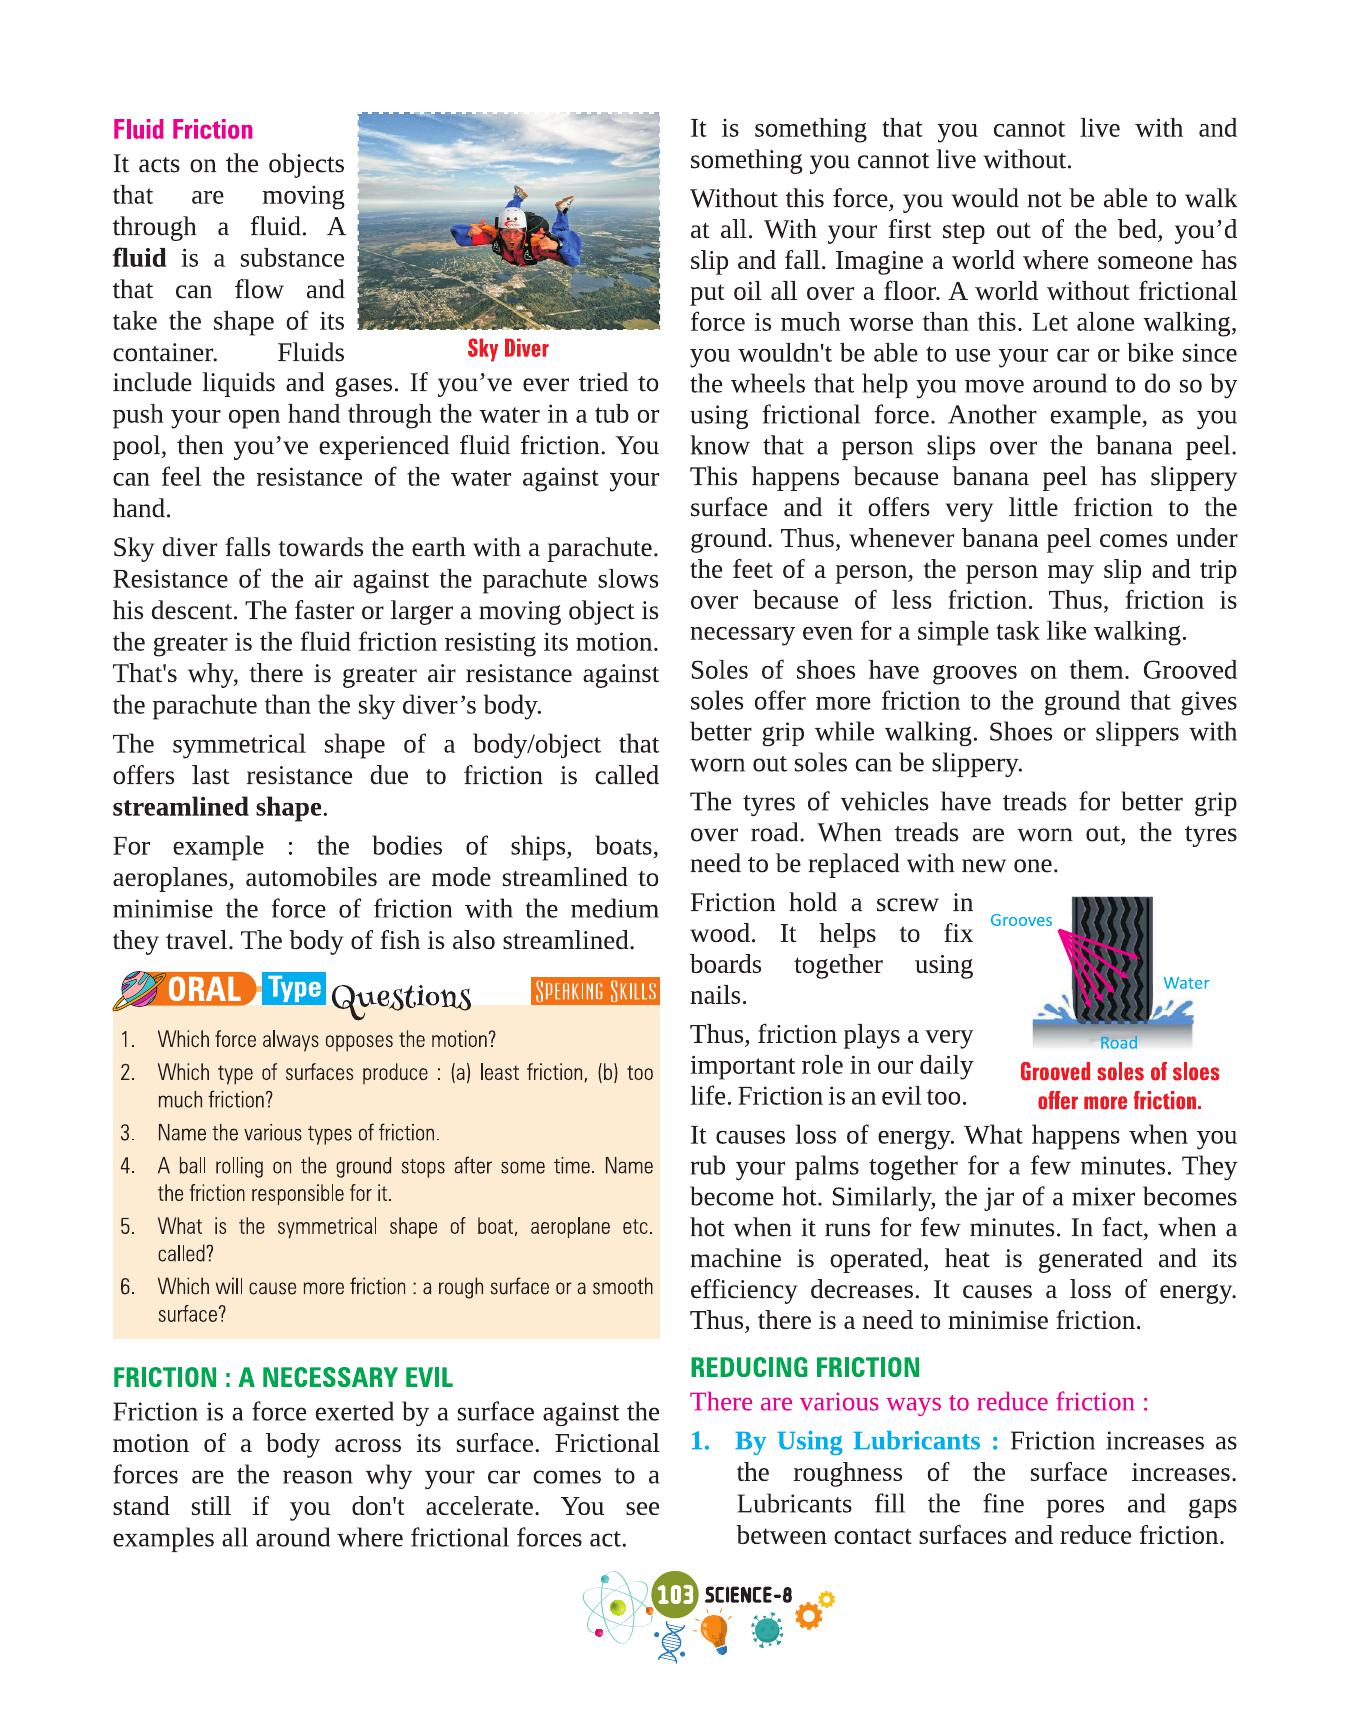 Fluid Friction
It acts on the objects
that are moving
through a fluid. A
fluid is a substance
that can flow and
take the shape of its
container. Fluids
Sky Diver
include liquids and gases. If you’ve ever tried to
push your open hand through the water in a tub or
pool, then you’ve experienced fluid friction. You
can feel the resistance of the water against your
hand.
Sky diver falls towards the earth with a parachute.
Resistance of the air against the parachute slows
his descent. The faster or larger a moving object is
the greater is the fluid friction resisting its motion.
That's why, there is greater air resistance against
the parachute than the sky diver’s body.
The symmetrical shape of a body/object that
offers last resistance due to friction is called
streamlined shape.
For example : the bodies of ships, boats,
aeroplanes, automobiles are mode streamlined to
minimise the force of friction with the medium
they travel. The body of fish is also streamlined.
ORAL Type Questions SPEAKING SKILLS
1. Which force always opposes the motion?
2. Which type of surfaces produce : (a) least friction, (b) too
much friction?
3. Name the various types of friction.
4. A ball rolling on the ground stops after some time. Name
the friction responsible for it.
5. What is the symmetrical shape of boat, aeroplane etc.
called?
6. Which will cause more friction : a rough surface or a smooth
surface?
FRICTION : A NECESSARY EVIL
Friction is a force exerted by a surface against the
motion of a body across its surface. Frictional
forces are the reason why your car comes to a
stand still if you don't accelerate. You see
examples all around where frictional forces act.
It is something that you cannot live with and
something you cannot live without.
Without this force, you would not be able to walk
at all. With your first step out of the bed, you’d
slip and fall. Imagine a world where someone has
put oil all over a floor. A world without frictional
force is much worse than this. Let alone walking,
you wouldn't be able to use your car or bike since
the wheels that help you move around to do so by
using frictional force. Another example, as you
know that a person slips over the banana peel.
This happens because banana peel has slippery
surface and it offers very little friction to the
ground. Thus, whenever banana peel comes under
the feet of a person, the person may slip and trip
over because of less friction. Thus, friction is
necessary even for a simple task like walking.
Soles of shoes have grooves on them. Grooved
soles offer more friction to the ground that gives
better grip while walking. Shoes or slippers with
worn out soles can be slippery.
The tyres of vehicles have treads for better grip
over road. When treads are worn out, the tyres
need to be replaced with new one.
Friction hold a screw in
wood. It helps to fix
boards together using
nails.
Thus, friction plays a very
important role in our daily
life. Friction is an evil too.
Grooves
Water
Road
Grooved soles of sloes
offer more friction.
It causes loss of energy. What happens when you
rub your palms together for a few minutes. They
become hot. Similarly, the jar of a mixer becomes
hot when it runs for few minutes. In fact, when a
machine is operated, heat is generated and its
efficiency decreases. It causes a loss of energy.
Thus, there is a need to minimise friction.
REDUCING FRICTION
There are various ways to reduce friction :
1. By Using Lubricants : Friction increases as
the roughness of the surface increases.
Lubricants fill the fine pores and gaps
between contact surfaces and reduce friction.
103 SCIENCE-8